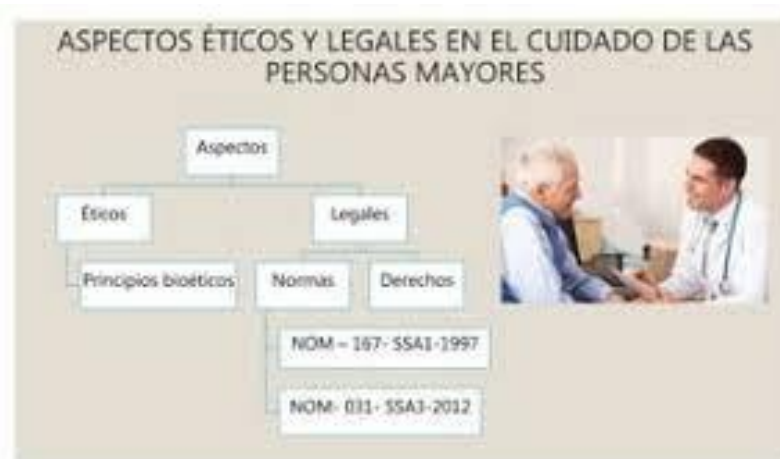 ASPECTOS ÉTICOS Y LEGALES EN EL CUIDADO DE LAS
PERSONAS MAYORES
Aspectos
Éticos
Legales
Principios bioéticos
Normas
Derechos
NOM – 167- SSA1-1997
NOM- 031- SSA3-2012